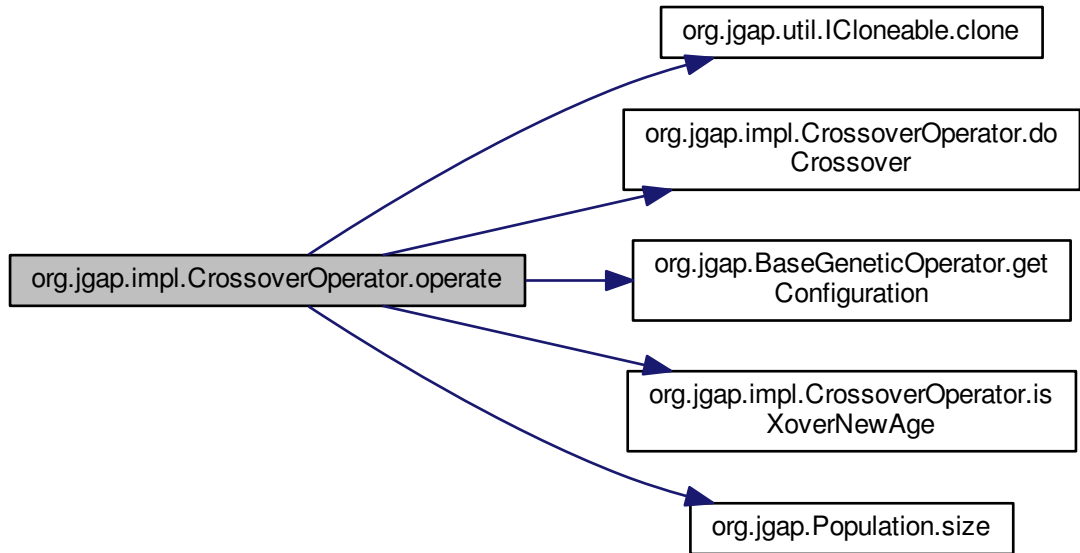 org.jgap.util.ICloneable.clone
org.jgap.impl.CrossoverOperator.do
Crossover
org.jgap.impl.CrossoverOperator.operate
org.jgap.BaseGeneticOperator.get
Configuration
org.jgap.impl.CrossoverOperator.is
XoverNewAge
org.jgap.Population.size